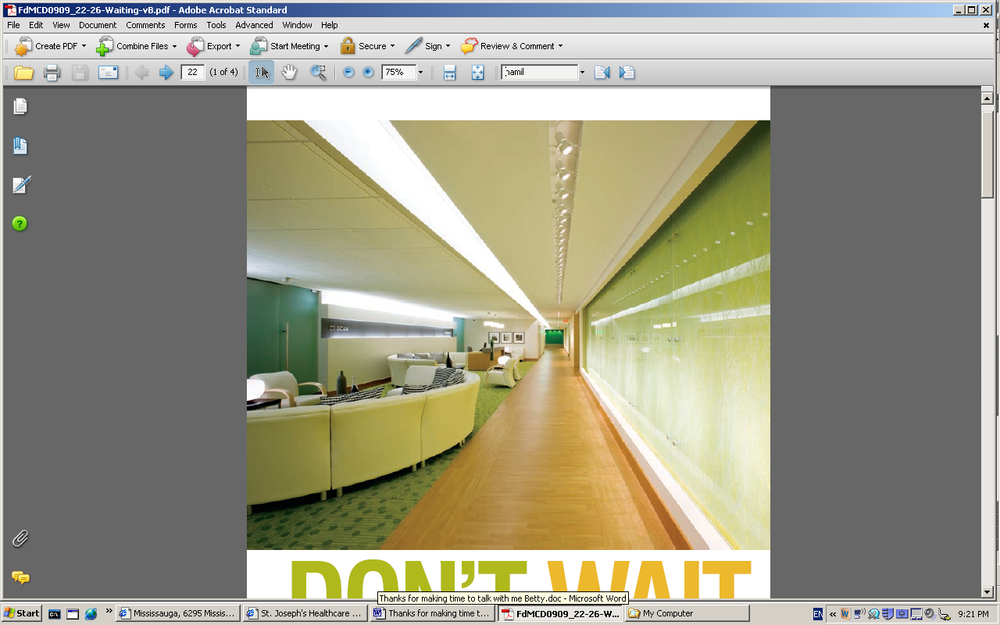 FdMCD0909_22-26-Waiting-vB.pdf - Adobe Acrobat Standard
File Edit View Document Comments Forms Tools Advanced Window Help
Create PDF Combine Files Export Start Meeting Secure Sign Review & Comment
22 (1 of 4) 75% hamil
CT SCAN
DON'T WAIT
Thanks for making time to talk with me Betty.doc - Microsoft Word
Start Mississauga, 6295 Missis... St. Joseph's Healthcare ... Thanks for making time t... FdMCD0909_22-26-W... My Computer EN 9:21 PM